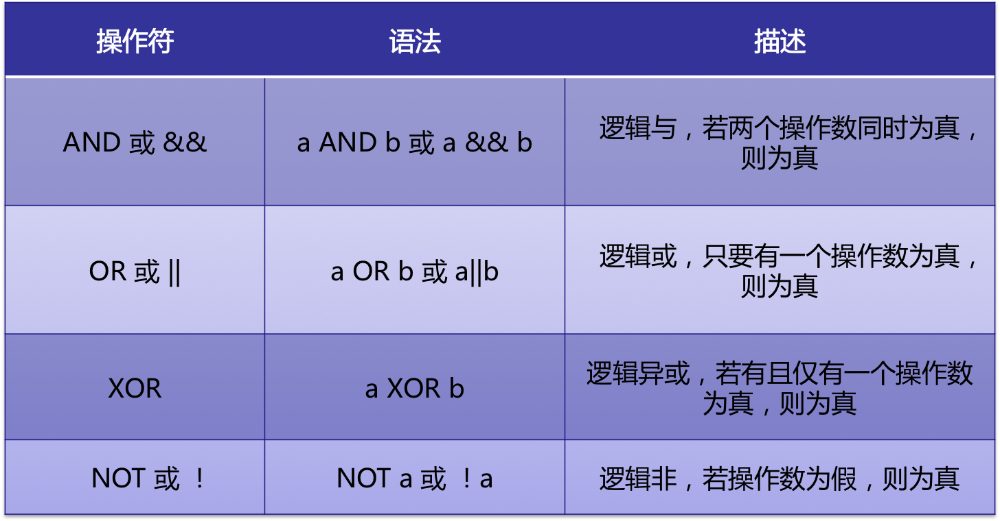 操作符 语法 描述
AND 或 && a AND b 或 a && b 逻辑与，若两个操作数同时为真，
则为真
OR 或 || a OR b 或 a||b 逻辑或，只要有一个操作数为真，
则为真
XOR a XOR b 逻辑异或，若有且仅有一个操作数
为真，则为真
NOT 或 ！ NOT a 或 ！a 逻辑非，若操作数为假，则为真